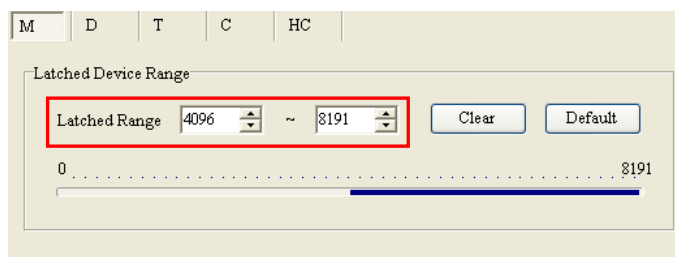 M D T C HC
Latched Device Range
Latched Range 4096 ~ 8191 Clear Default
0 8191